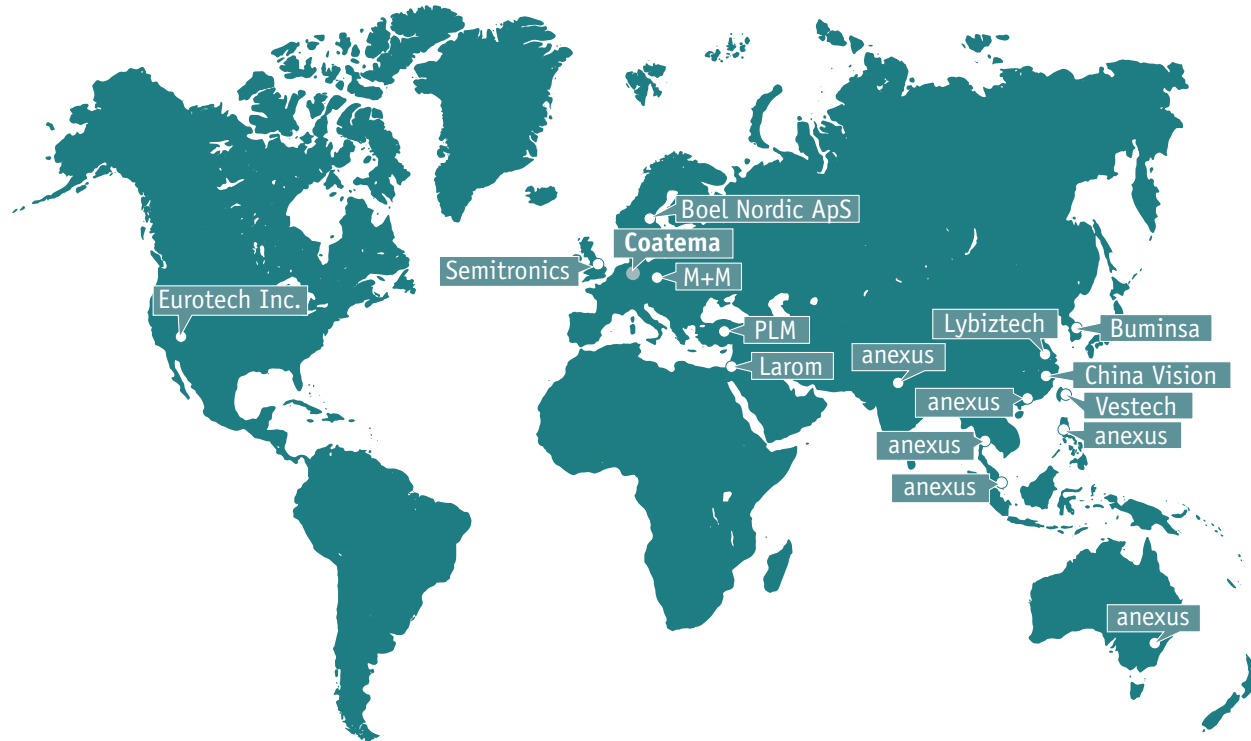 Boel Nordic ApS
Coatema
Semitronics
M+M
Eurotech Inc.
PLM
Lybiztech
Buminsa
anexus
Larom
China Vision
anexus
Vestech
anexus
anexus
anexus
anexus